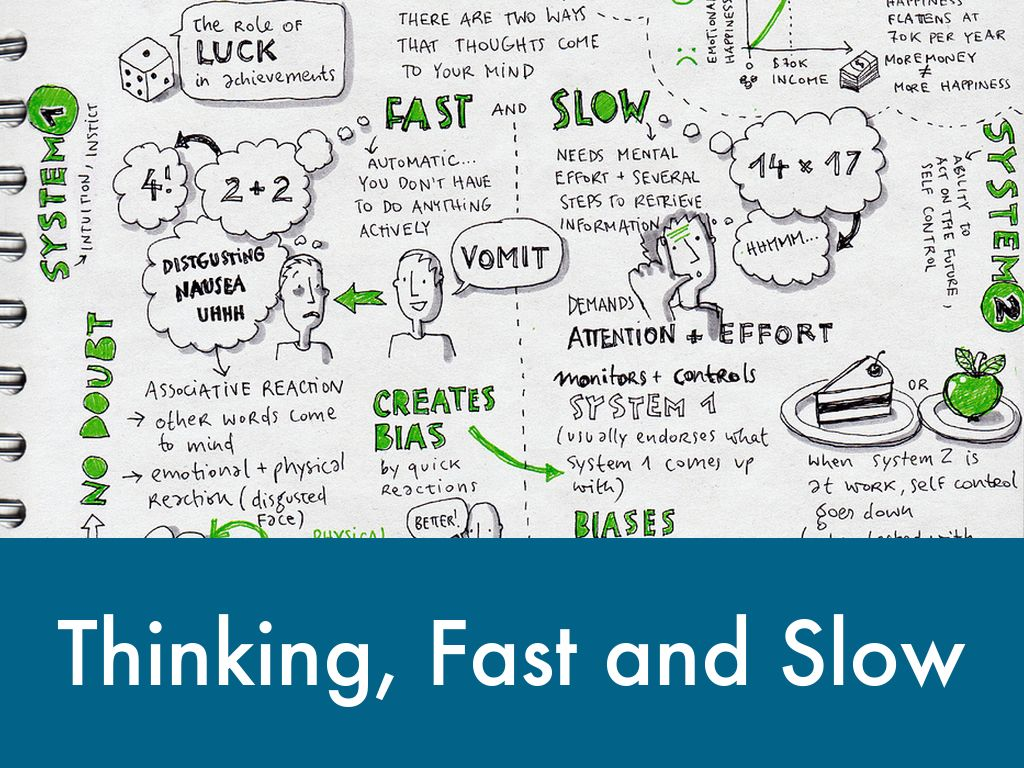 The Role of
LUCK
in achievements
THERE ARE TWO WAYS
THAT THOUGHTS COME
TO YOUR MIND
FAST AND SLOW
EMOTIONAL
HAPPINESS
0
$70K
INCOME
HAPPINESS
FLATTENS AT
70K PER YEAR
MORE MONEY
≠
MORE HAPPINESS
SYSTEM 1
INTUITION, INSTICT
4!
2+2
AUTOMATIC...
YOU DON'T HAVE
TO DO ANYTHING
ACTIVELY
NEEDS MENTAL
EFFORT + SEVERAL
STEPS TO RETRIEVE
INFORMATION
14 x 17
HHMMM...
SYSTEM 2
ABILITY TO
ACT ON THE FUTURE,
SELF CONTROL
DISTGUSTING
NAUSEA
UHHH
VOMIT
DEMANDS
ATTENTION + EFFORT
monitors + controls
SYSTEM 1
(usually endorses what
system 1 comes up
with)
BIASES
NO DOUBT
ASSOCIATIVE REACTION
→ other words come
to mind
→ emotional + physical
Reaction (disgusted
Face)
PHYSICAL
CREATES
BIAS
by quick
Reactions
BETTER!
OR
when system 2 is
at work, self control
goes down
Thinking, Fast and Slow